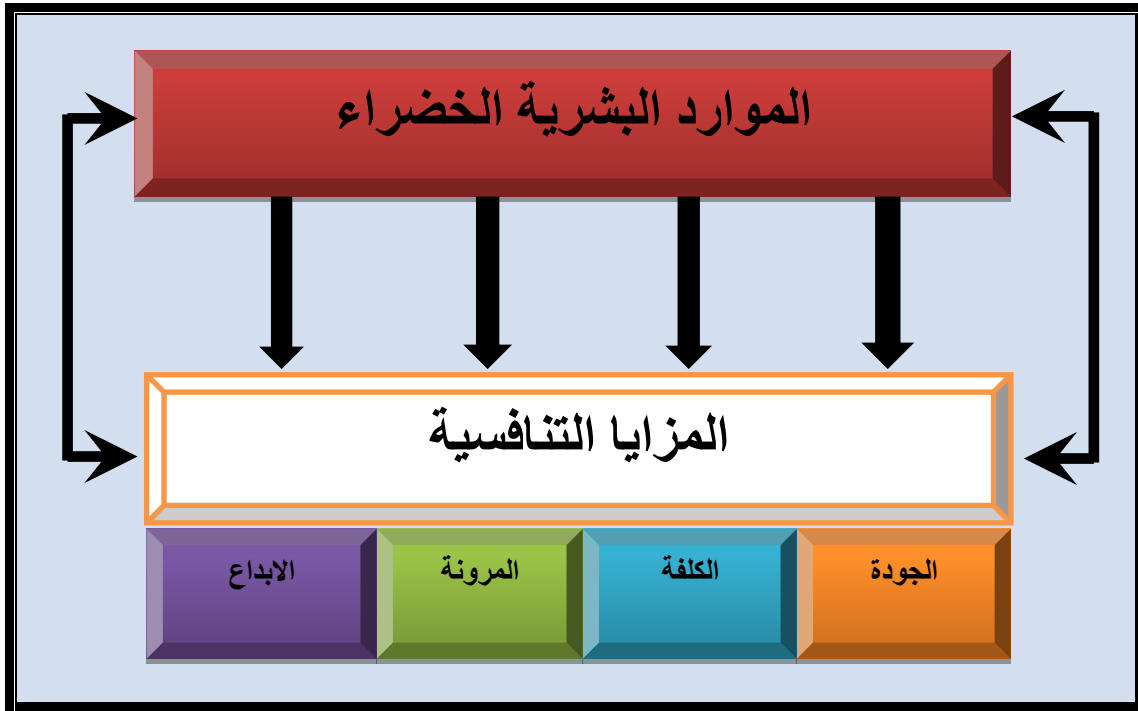 الموارد البشرية الخضراء
المزايا التنافسية
الجودة
الكلفة
المرونة
الابداع